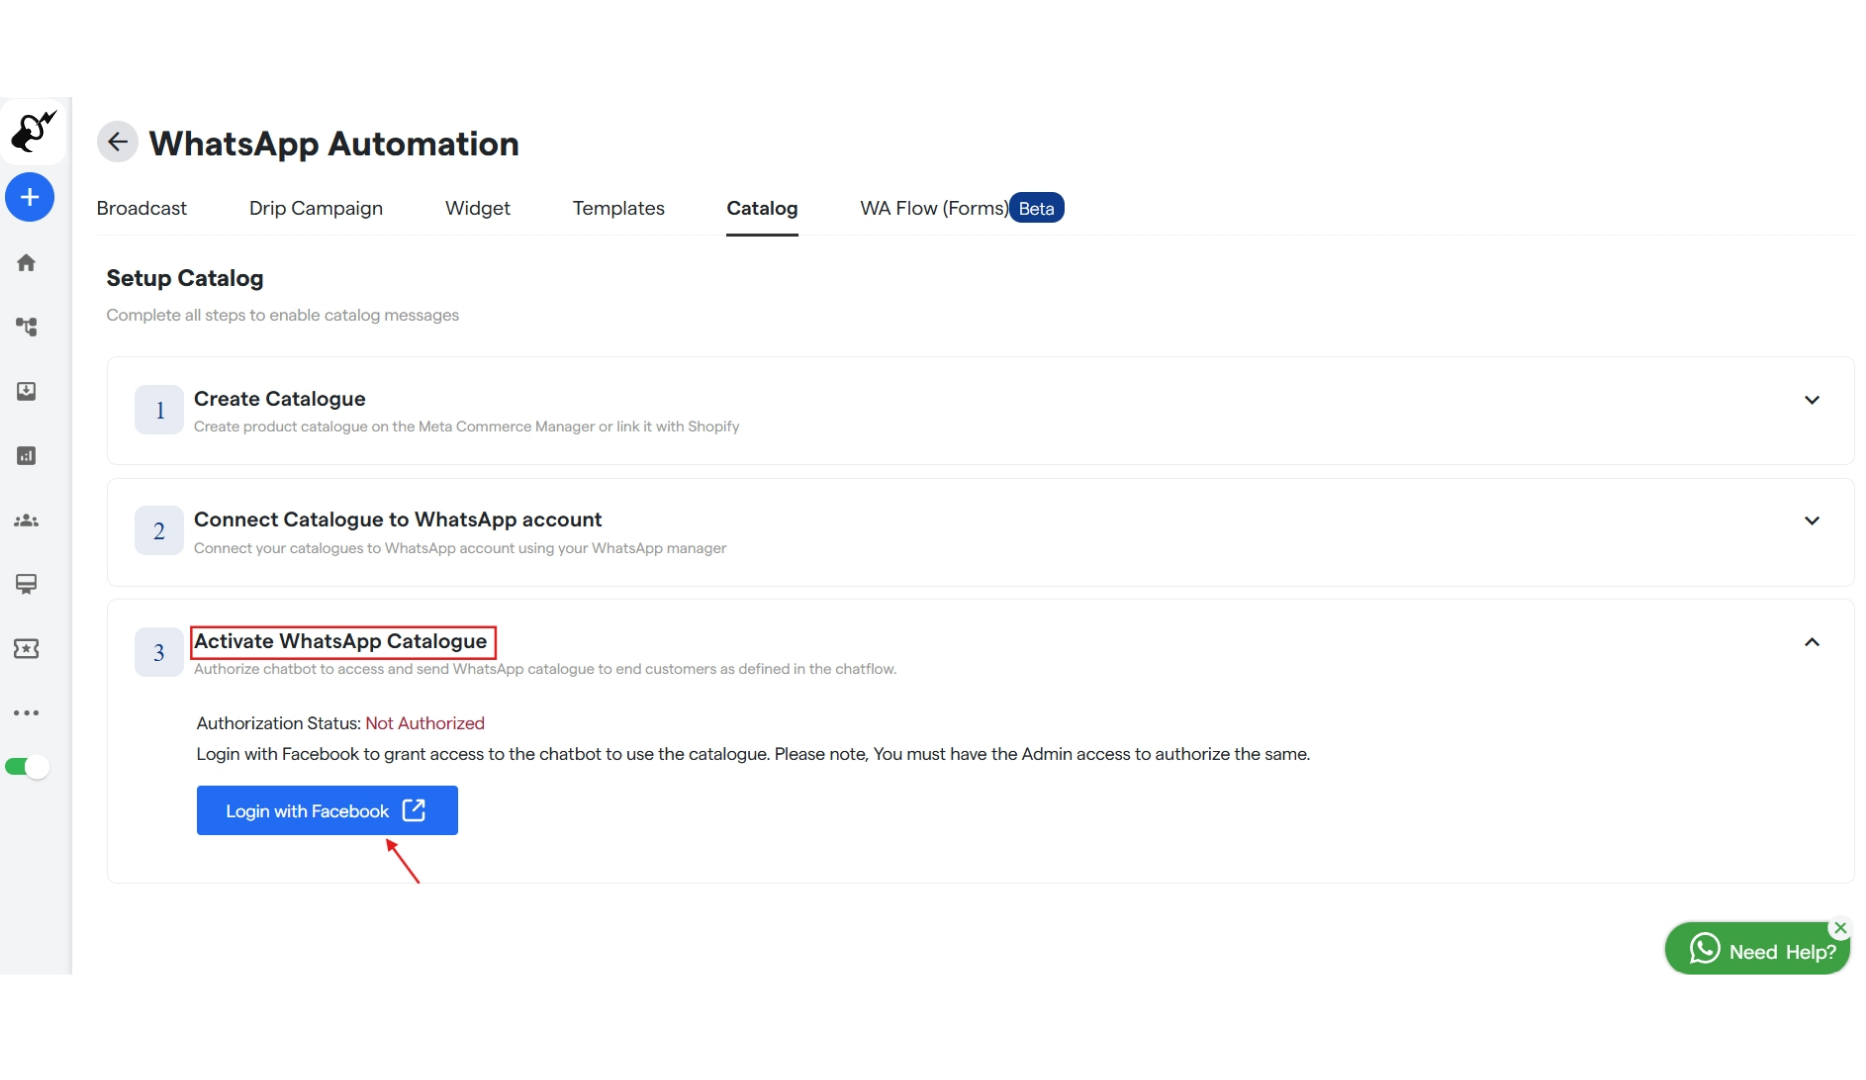 WhatsApp Automation
Broadcast Drip Campaign Widget Templates Catalog WA Flow (Forms) Beta
Setup Catalog
Complete all steps to enable catalog messages
1
Create Catalogue
Create product catalogue on the Meta Commerce Manager or link it with Shopify
2
Connect Catalogue to WhatsApp account
Connect your catalogues to WhatsApp account using your WhatsApp manager
3
Activate WhatsApp Catalogue
Authorize chatbot to access and send WhatsApp catalogue to end customers as defined in the chatflow.
Authorization Status: Not Authorized
Login with Facebook to grant access to the chatbot to use the catalogue. Please note, You must have the Admin access to authorize the same.
Login with Facebook
Need Help?